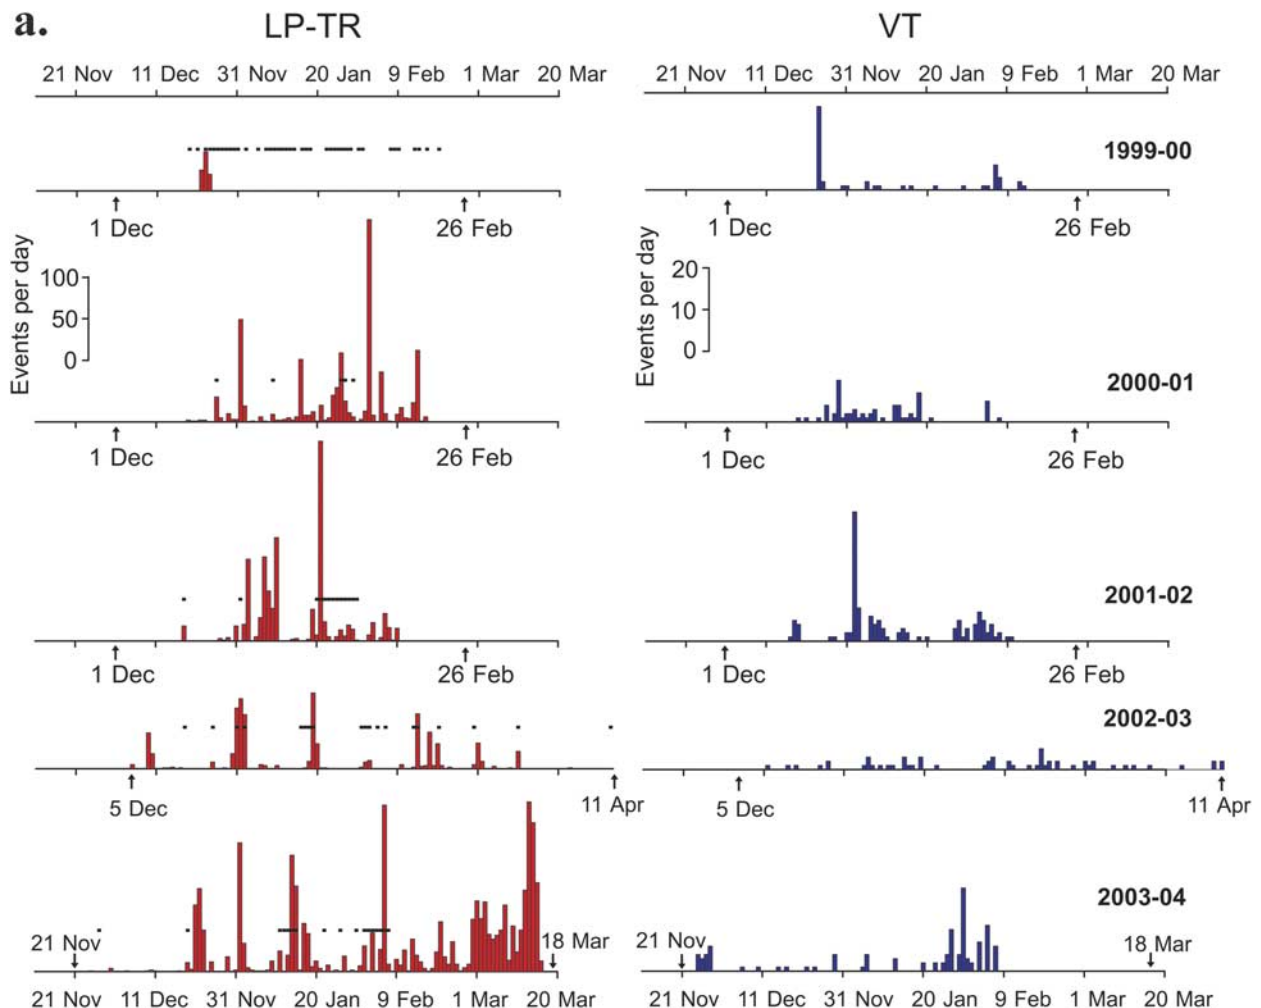 a.
LP-TR VT
21 Nov 11 Dec 31 Nov 20 Jan 9 Feb 1 Mar 20 Mar 21 Nov 11 Dec 31 Nov 20 Jan 9 Feb 1 Mar 20 Mar
1999-00
1 Dec 26 Feb 1 Dec 26 Feb
Events per day
100
50
0
Events per day
20
10
0
2000-01
1 Dec 26 Feb 1 Dec 26 Feb
2001-02
1 Dec 26 Feb 1 Dec 26 Feb
2002-03
5 Dec 11 Apr 5 Dec 11 Apr
2003-04
21 Nov 18 Mar 21 Nov 18 Mar
21 Nov 11 Dec 31 Nov 20 Jan 9 Feb 1 Mar 20 Mar 21 Nov 11 Dec 31 Nov 20 Jan 9 Feb 1 Mar 20 Mar